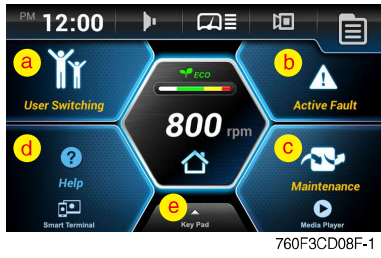 PM 12:00
a
User Switching
b
Active Fault
ECO
800 rpm
d
Help
c
Maintenance
Smart Terminal
e
Key Pad
Media Player
760F3CD08F-1